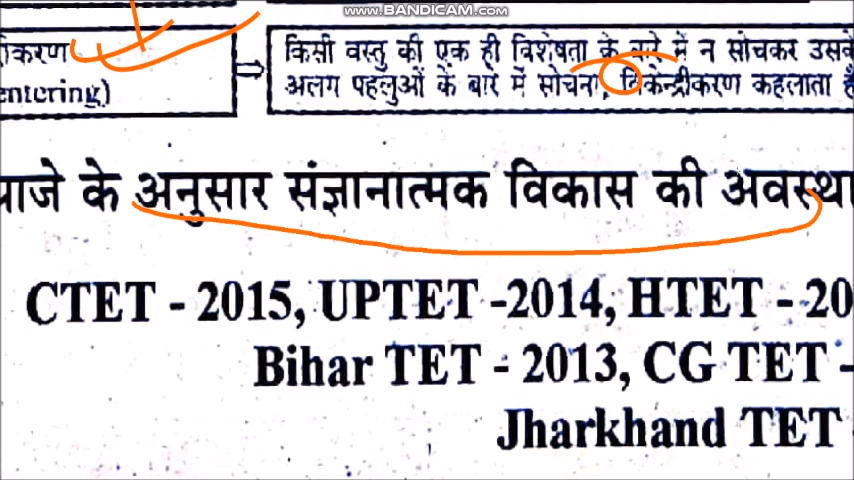 www.BANDICAM.com
किसी वस्तु की एक ही विशेषता के बारे में न सोचकर उसके
ीकरण
अलग पहलुओं के बारे में सोचना, विकेन्द्रीकरण कहलाता है
entering)
याजे के अनुसार संज्ञानात्मक विकास की अवस्था
CTET - 2015, UPTET -2014, HTET - 20
Bihar TET - 2013, CG TET -
Jharkhand TET